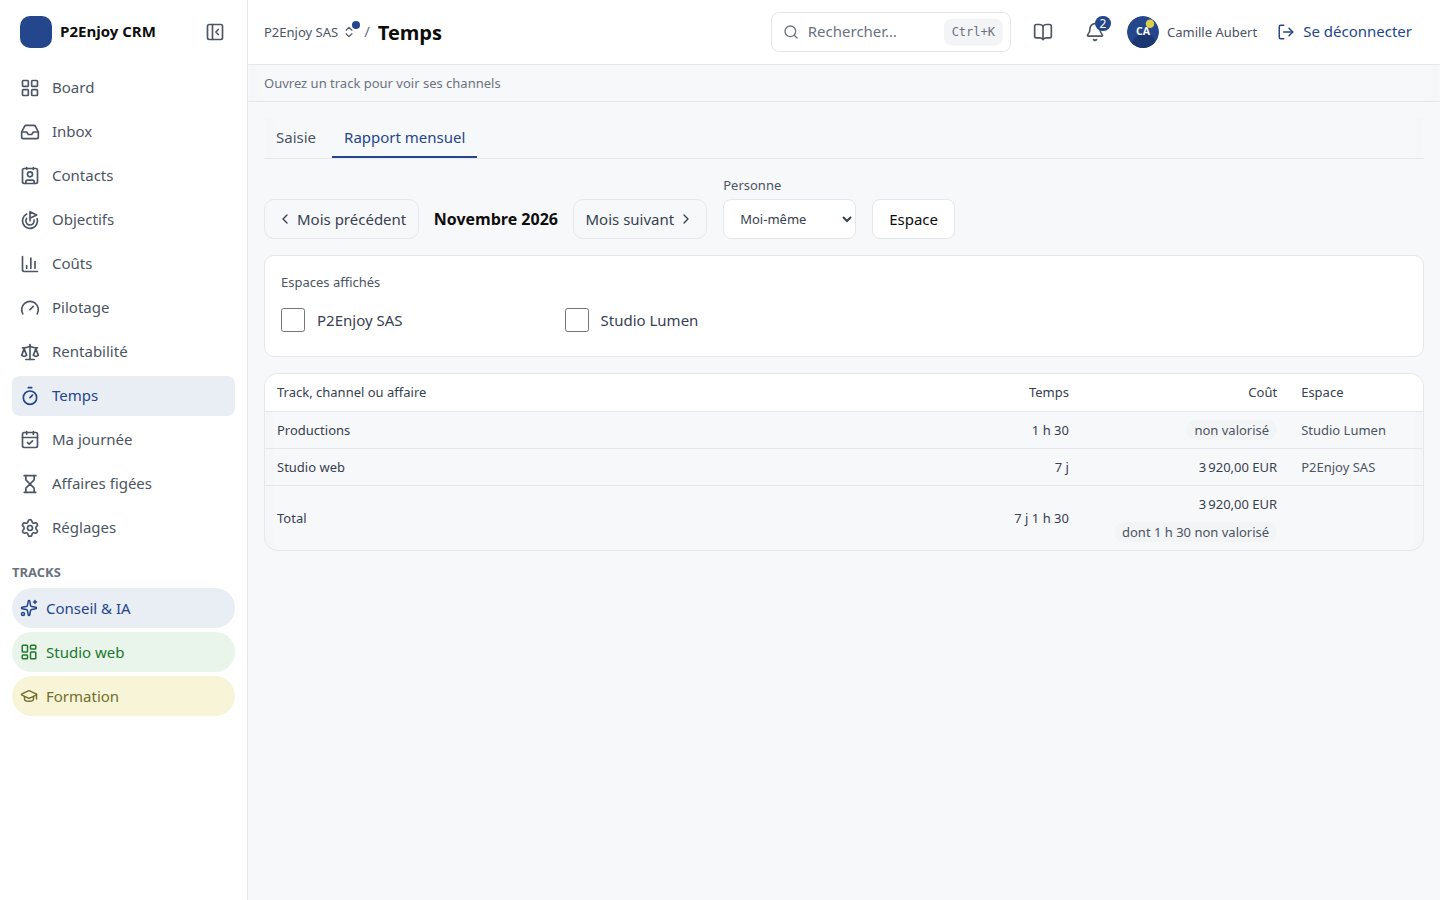 P2Enjoy CRM
P2Enjoy SAS / Temps
Rechercher... Ctrl+K
2
CA Camille Aubert
Se déconnecter
Board
Inbox
Contacts
Objectifs
Coûts
Pilotage
Rentabilité
Temps
Ma journée
Affaires figées
Réglages
TRACKS
Conseil & IA
Studio web
Formation
Ouvrez un track pour voir ses channels
Saisie Rapport mensuel
Personne
Mois précédent Novembre 2026 Mois suivant Moi-même Espace
Espaces affichés
P2Enjoy SAS Studio Lumen
Track, channel ou affaire Temps Coût Espace
Productions 1 h 30 non valorisé Studio Lumen
Studio web 7 j 3 920,00 EUR P2Enjoy SAS
Total 7 j 1 h 30 3 920,00 EUR
dont 1 h 30 non valorisé